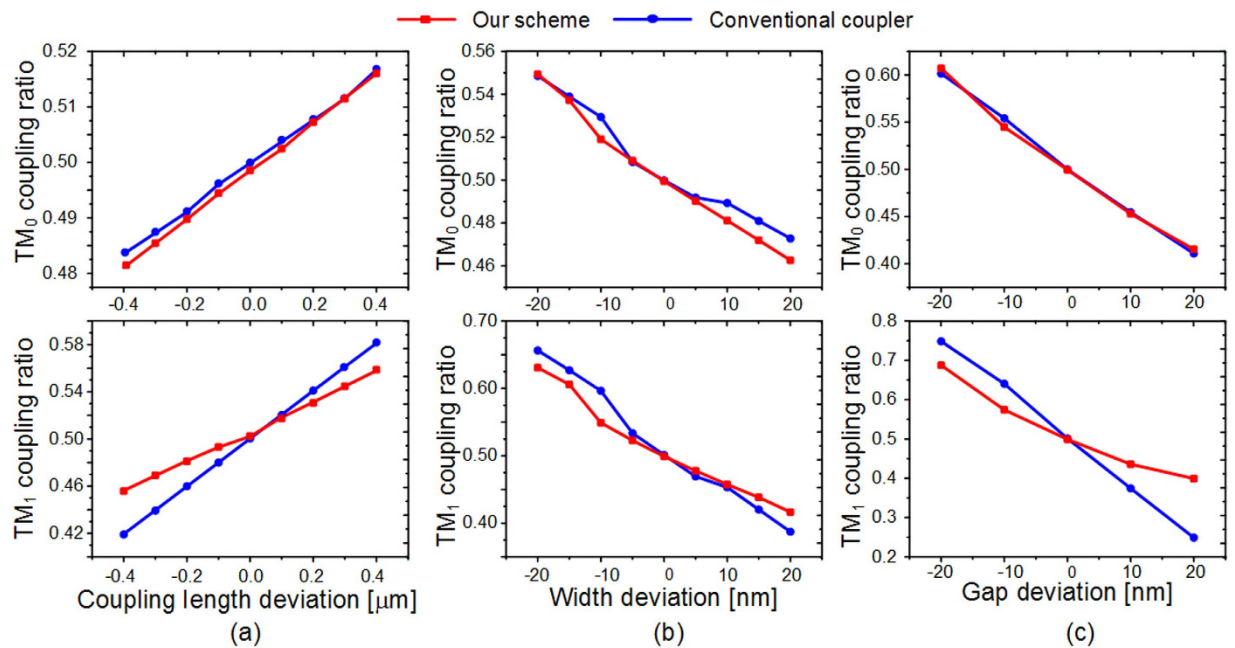 Our scheme Conventional coupler
TM₀ coupling ratio
0.52
0.51
0.50
0.49
0.48
-0.4 -0.2 0.0 0.2 0.4
TM₀ coupling ratio
0.56
0.54
0.52
0.50
0.48
0.46
-20 -10 0 10 20
TM₀ coupling ratio
0.60
0.55
0.50
0.45
0.40
-20 -10 0 10 20
TM₁ coupling ratio
0.58
0.54
0.50
0.46
0.42
-0.4 -0.2 0.0 0.2 0.4
Coupling length deviation [μm]
(a)
TM₁ coupling ratio
0.70
0.60
0.50
0.40
-20 -10 0 10 20
Width deviation [nm]
(b)
TM₁ coupling ratio
0.8
0.7
0.6
0.5
0.4
0.3
0.2
-20 -10 0 10 20
Gap deviation [nm]
(c)